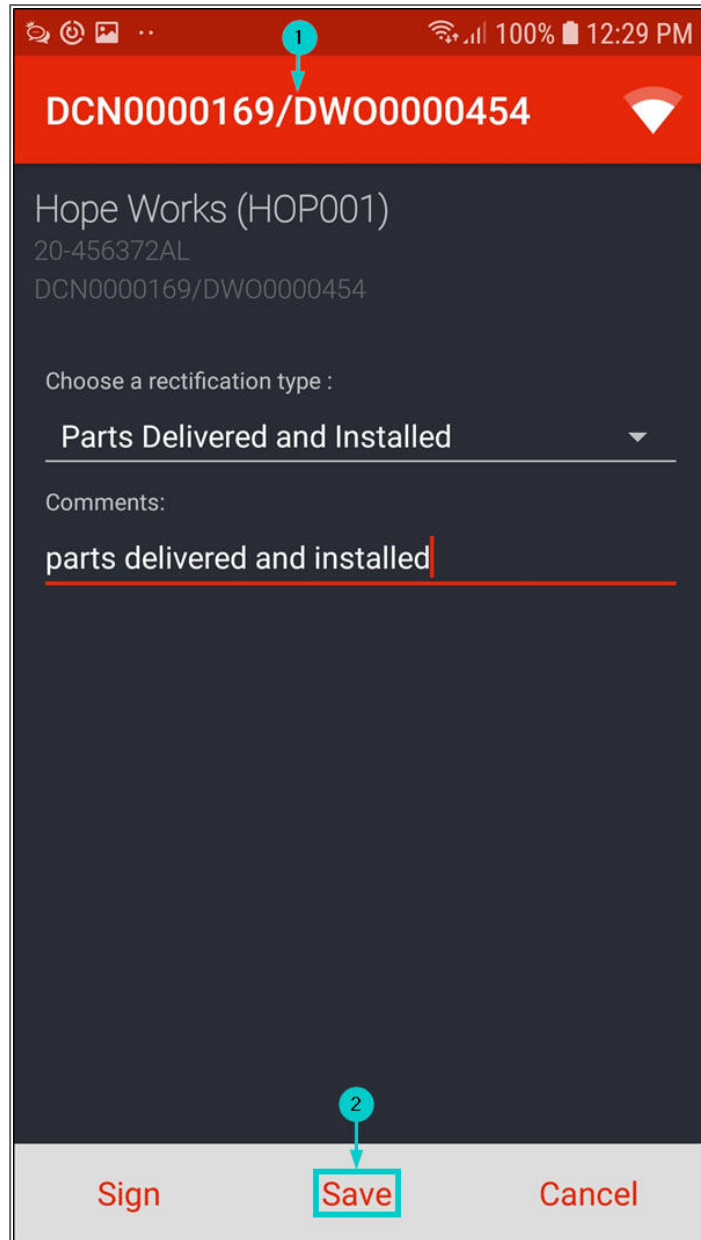 100% 12:29 PM
1
DCN0000169/DWO0000454
Hope Works (HOP001)
20-456372AL
DCN0000169/DWO0000454
Choose a rectification type :
Parts Delivered and Installed
Comments:
parts delivered and installed
2
Sign Save Cancel